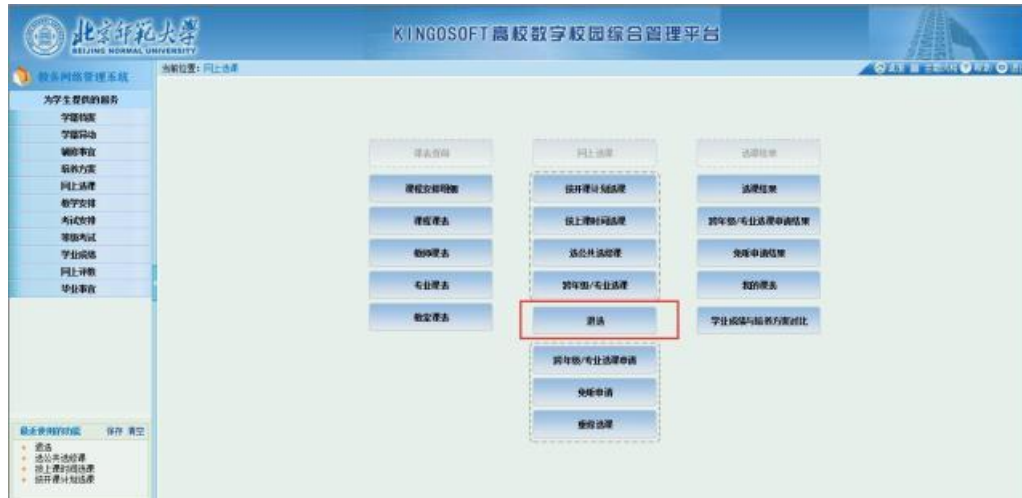 北京师范大学
BEIJING NORMAL UNIVERSITY
KINGOSOFT高校数字校园综合管理平台
教务网络管理系统
当前位置：网上选课
为学生提供的服务
学籍档案
学籍异动
辅修事宜
培养方案
网上选课
教学安排
考试安排
等级考试
学业成绩
网上评教
毕业事宜
课表查询
网上选课
选课结果
课程安排明细
按开课计划选课
选课结果
课程课表
按上课时间选课
跨年级/专业选课申请结果
教师课表
选公共选修课
免听申请结果
专业课表
跨年级/专业选课
我的课表
教室课表
退选
学业成绩与培养方案对比
跨年级/专业选课申请
免听申请
重修选课
最近使用的功能
保存 清空
退选
选公共选修课
按上课时间选课
按开课计划选课